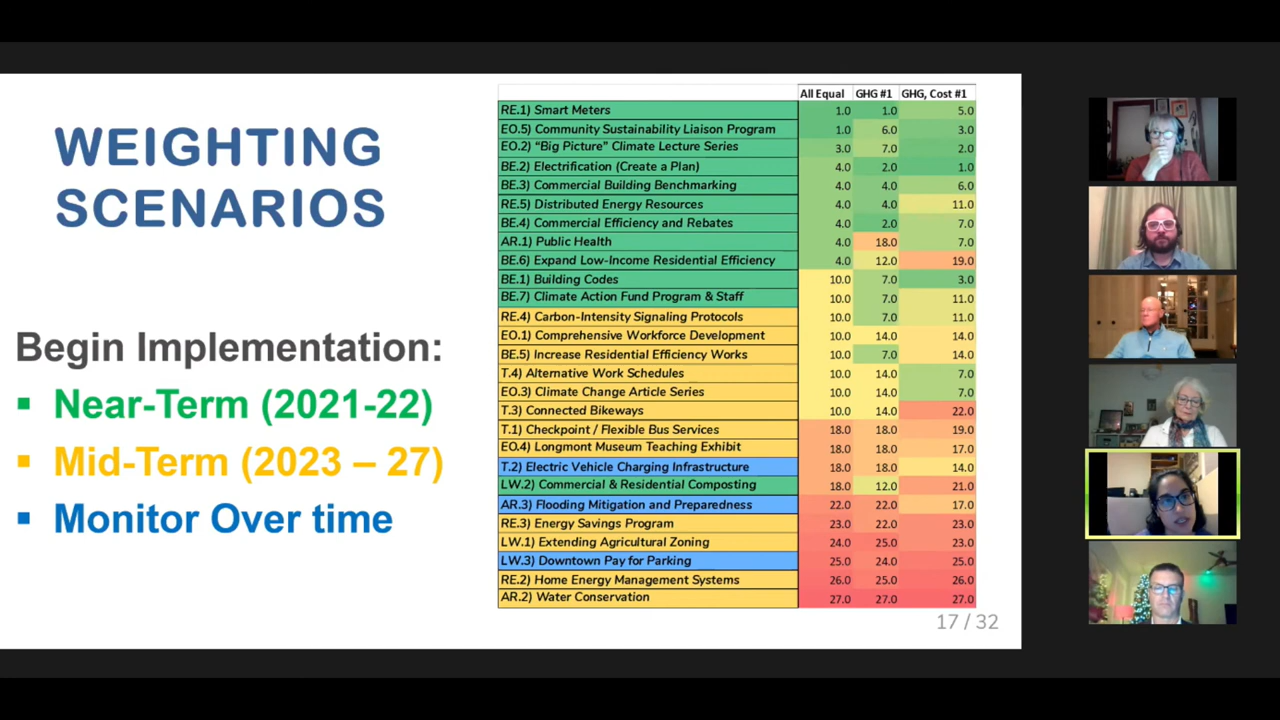 WEIGHTING
SCENARIOS
Begin Implementation:
▪ Near-Term (2021-22)
▪ Mid-Term (2023 – 27)
▪ Monitor Over time
All Equal GHG #1 GHG, Cost #1
RE.1) Smart Meters 1.0 1.0 5.0
EO.5) Community Sustainability Liaison Program 1.0 6.0 3.0
EO.2) “Big Picture” Climate Lecture Series 3.0 7.0 2.0
BE.2) Electrification (Create a Plan) 4.0 2.0 1.0
BE.3) Commercial Building Benchmarking 4.0 4.0 6.0
RE.5) Distributed Energy Resources 4.0 4.0 11.0
BE.4) Commercial Efficiency and Rebates 4.0 2.0 7.0
AR.1) Public Health 4.0 18.0 7.0
BE.6) Expand Low-Income Residential Efficiency 4.0 12.0 19.0
BE.1) Building Codes 10.0 7.0 3.0
BE.7) Climate Action Fund Program & Staff 10.0 7.0 11.0
RE.4) Carbon-Intensity Signaling Protocols 10.0 7.0 11.0
EO.1) Comprehensive Workforce Development 10.0 14.0 14.0
BE.5) Increase Residential Efficiency Works 10.0 7.0 14.0
T.4) Alternative Work Schedules 10.0 14.0 7.0
EO.3) Climate Change Article Series 10.0 14.0 7.0
T.3) Connected Bikeways 10.0 14.0 22.0
T.1) Checkpoint / Flexible Bus Services 18.0 18.0 19.0
EO.4) Longmont Museum Teaching Exhibit 18.0 18.0 17.0
T.2) Electric Vehicle Charging Infrastructure 18.0 18.0 14.0
LW.2) Commercial & Residential Composting 18.0 12.0 21.0
AR.3) Flooding Mitigation and Preparedness 22.0 22.0 17.0
RE.3) Energy Savings Program 23.0 22.0 23.0
LW.1) Extending Agricultural Zoning 24.0 25.0 23.0
LW.3) Downtown Pay for Parking 25.0 24.0 25.0
RE.2) Home Energy Management Systems 26.0 25.0 26.0
AR.2) Water Conservation 27.0 27.0 27.0
17 / 32